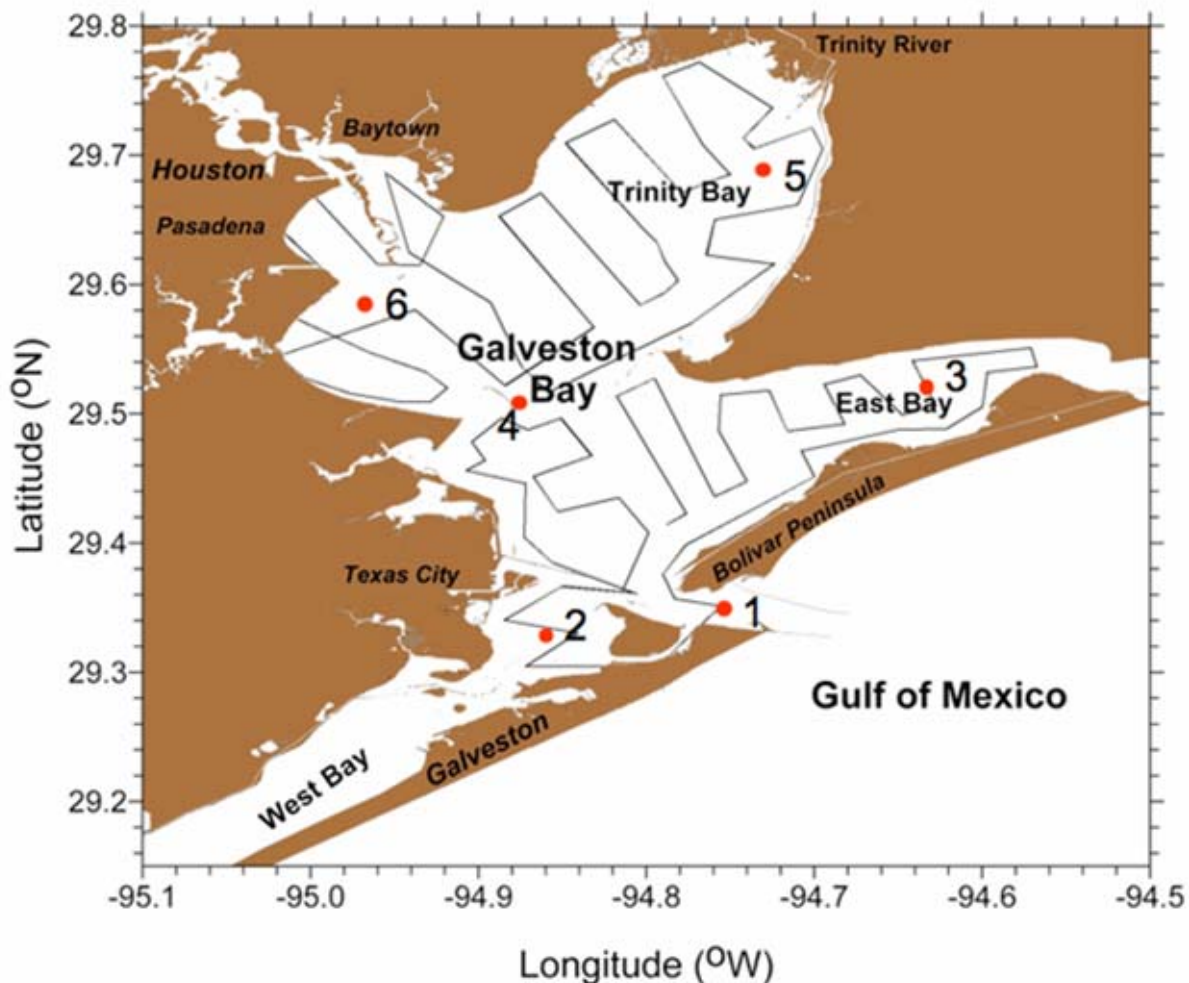 29.8
Trinity River
Baytown
29.7
Houston
5
Trinity Bay
Pasadena
29.6
6
Galveston
Bay
3
East Bay
29.5
4
Latitude (°N)
Bolivar Peninsula
29.4
Texas City
1
2
29.3
Gulf of Mexico
Galveston
West Bay
29.2
-95.1 -95.0 -94.9 -94.8 -94.7 -94.6 -94.5
Longitude (°W)